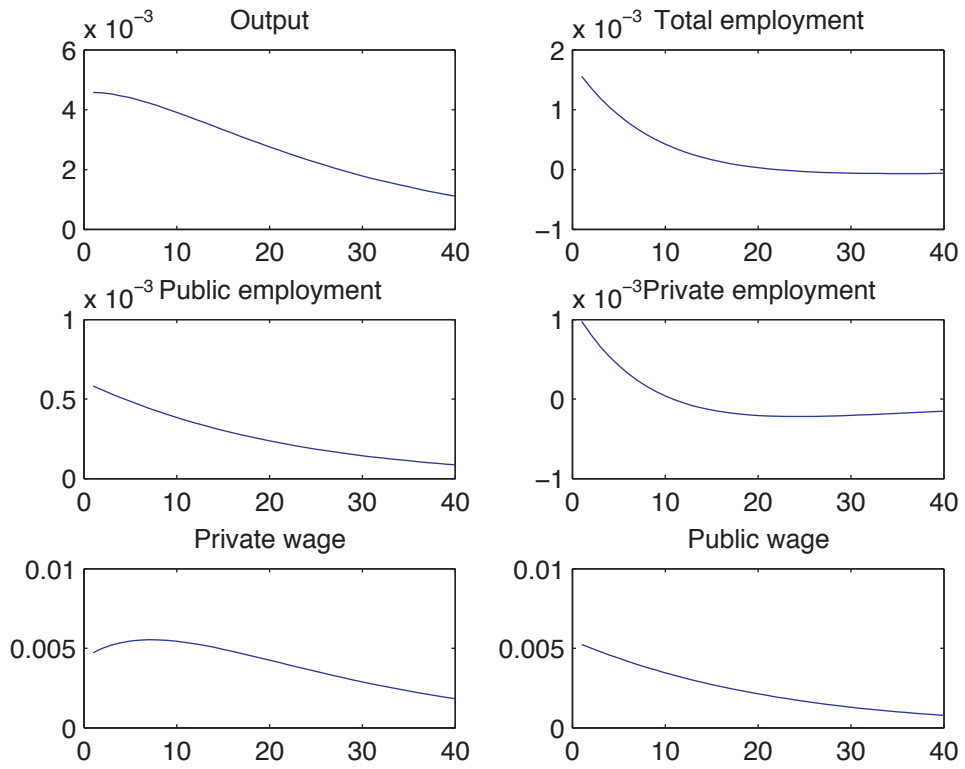 x 10⁻³ Output
6
4
2
0
0 10 20 30 40
x 10⁻³ Total employment
2
1
0
−1
0 10 20 30 40
x 10⁻³ Public employment
1
0.5
0
0 10 20 30 40
x 10⁻³ Private employment
1
0
−1
0 10 20 30 40
Private wage
0.01
0.005
0
0 10 20 30 40
Public wage
0.01
0.005
0
0 10 20 30 40